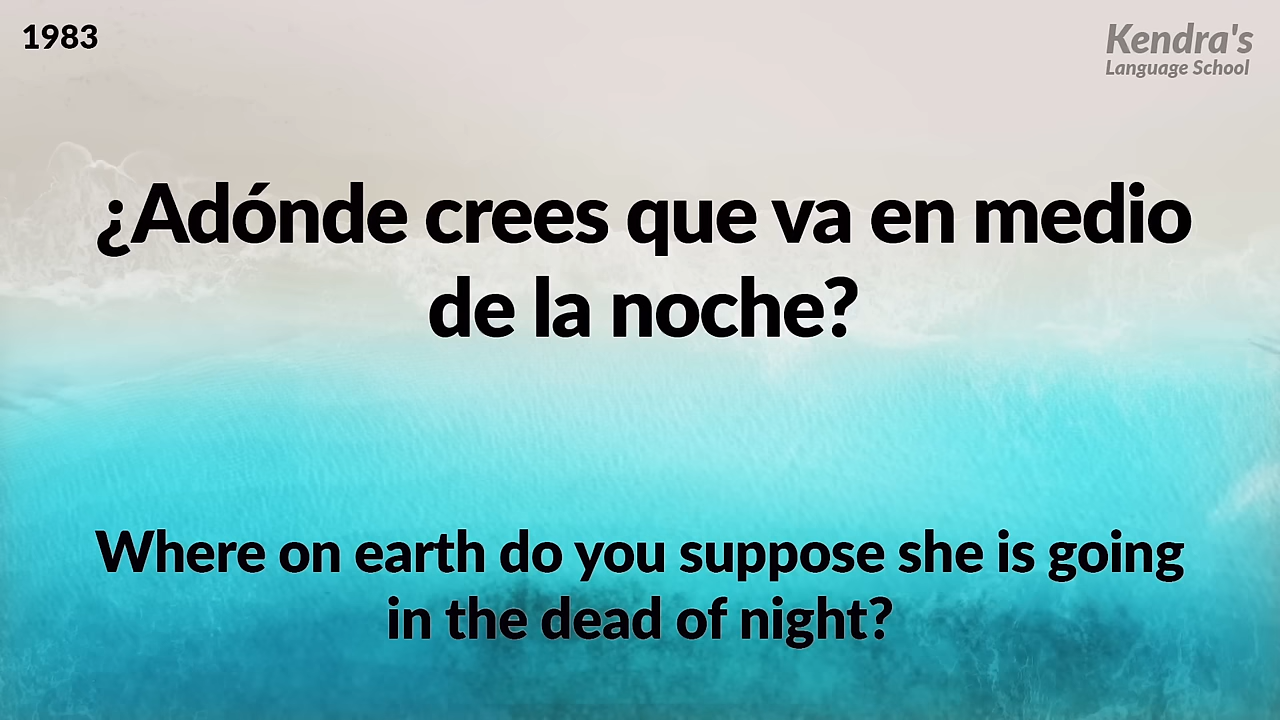 1983
Kendra's
Language School
¿Adónde crees que va en medio
de la noche?
Where on earth do you suppose she is going
in the dead of night?